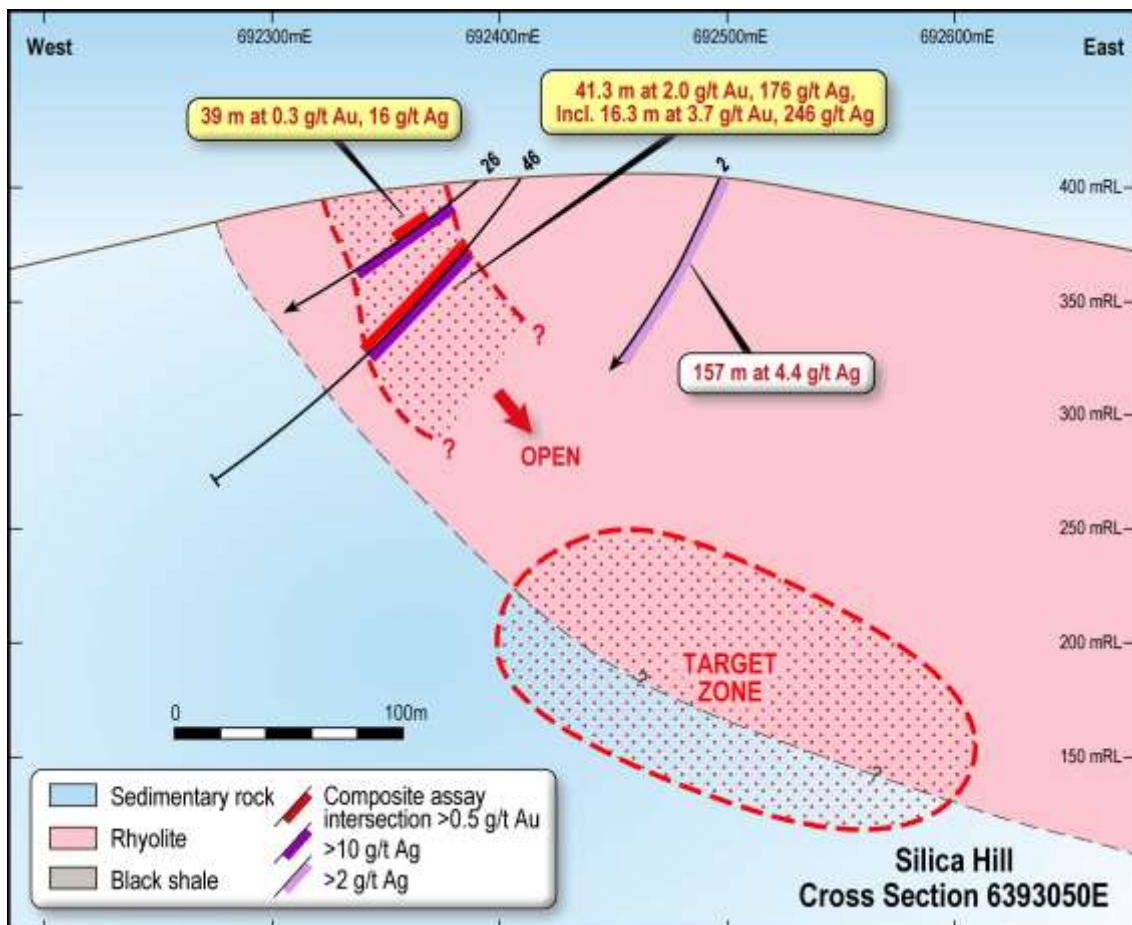 West
692300mE
692400mE
692500mE
692600mE
East
39 m at 0.3 g/t Au, 16 g/t Ag
41.3 m at 2.0 g/t Au, 176 g/t Ag,
Incl. 16.3 m at 3.7 g/t Au, 246 g/t Ag
26
46
2
400 mRL
350 mRL
300 mRL
250 mRL
200 mRL
150 mRL
157 m at 4.4 g/t Ag
?
?
OPEN
TARGET
ZONE
?
?
0
100m
Sedimentary rock
Rhyolite
Black shale
Composite assay
intersection >0.5 g/t Au
>10 g/t Ag
>2 g/t Ag
Silica Hill
Cross Section 6393050E